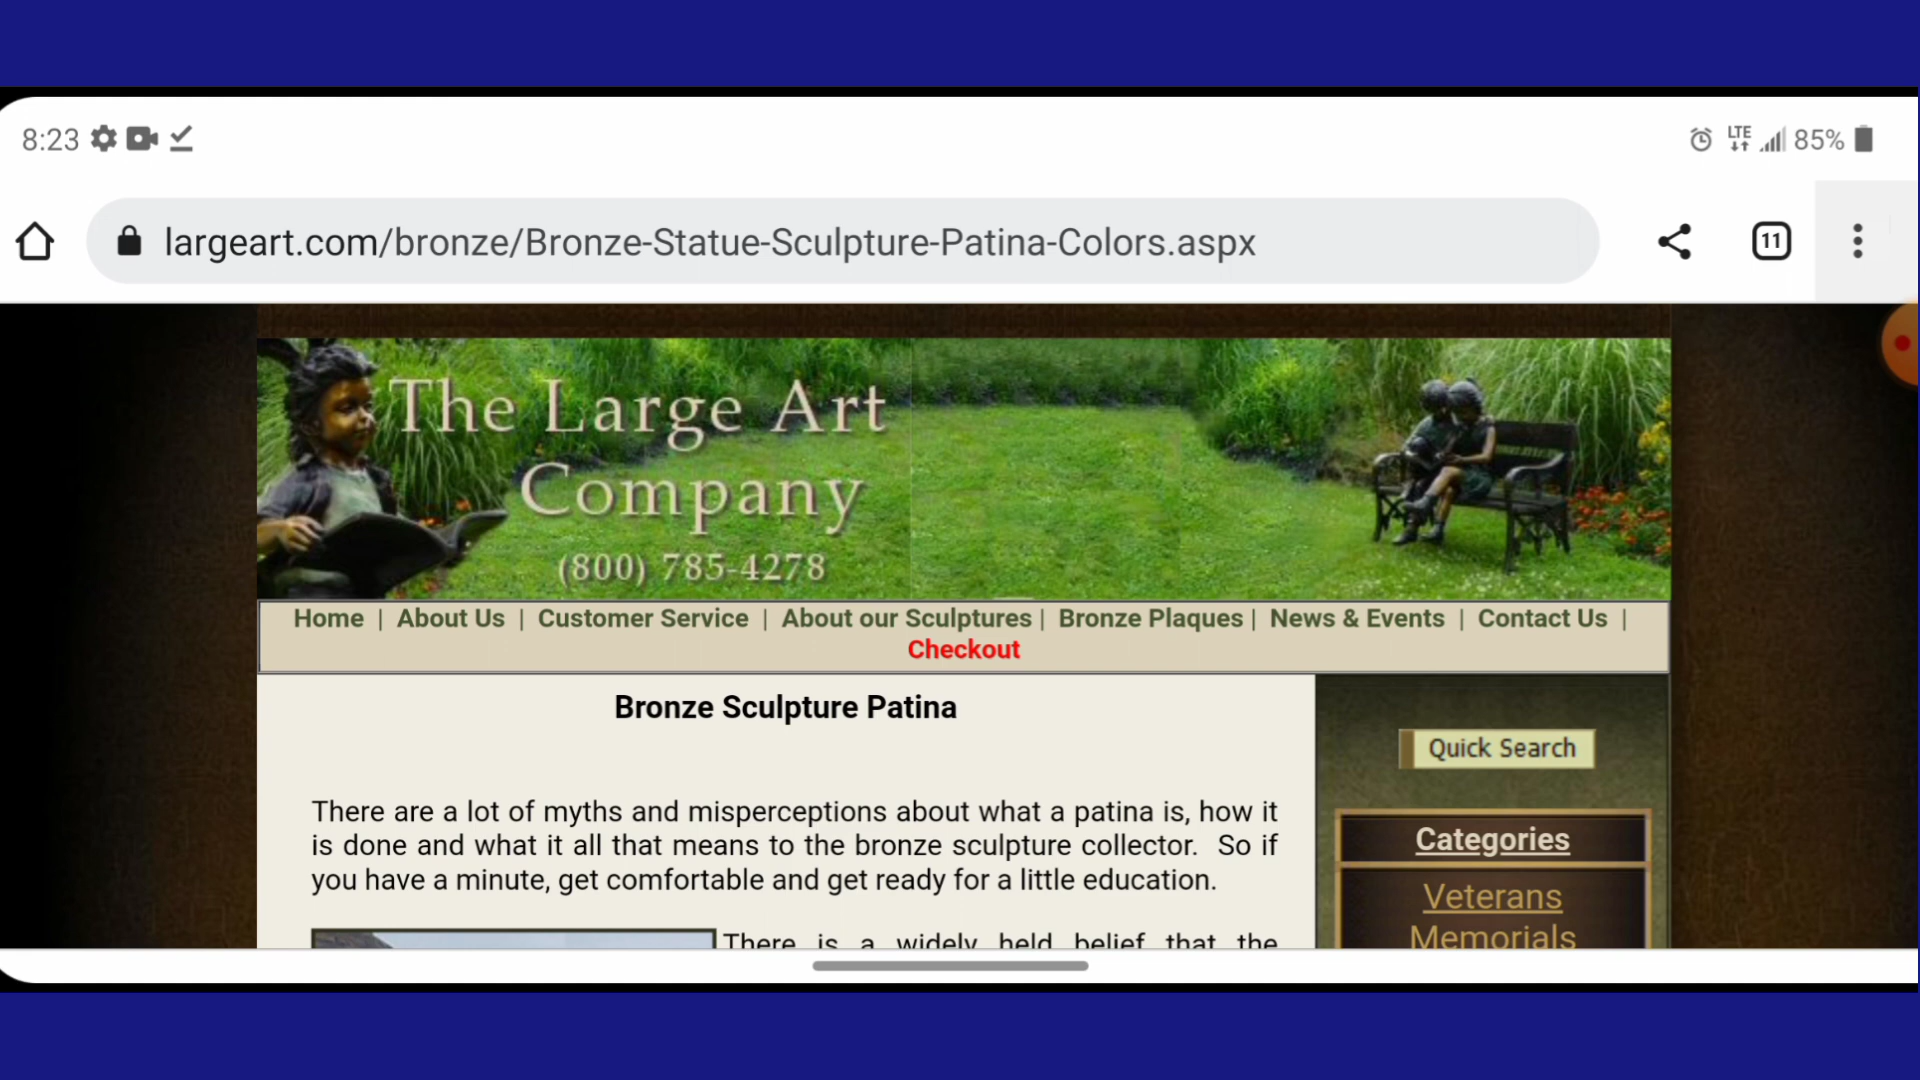 8:23
LTE 85%
largeart.com/bronze/Bronze-Statue-Sculpture-Patina-Colors.aspx
11
The Large Art
Company
(800) 785-4278
Home | About Us | Customer Service | About our Sculptures | Bronze Plaques | News & Events | Contact Us |
Checkout
Bronze Sculpture Patina
Quick Search
There are a lot of myths and misperceptions about what a patina is, how it
is done and what it all that means to the bronze sculpture collector. So if
you have a minute, get comfortable and get ready for a little education.
There is a widely held belief that the
Categories
Veterans
Memorials